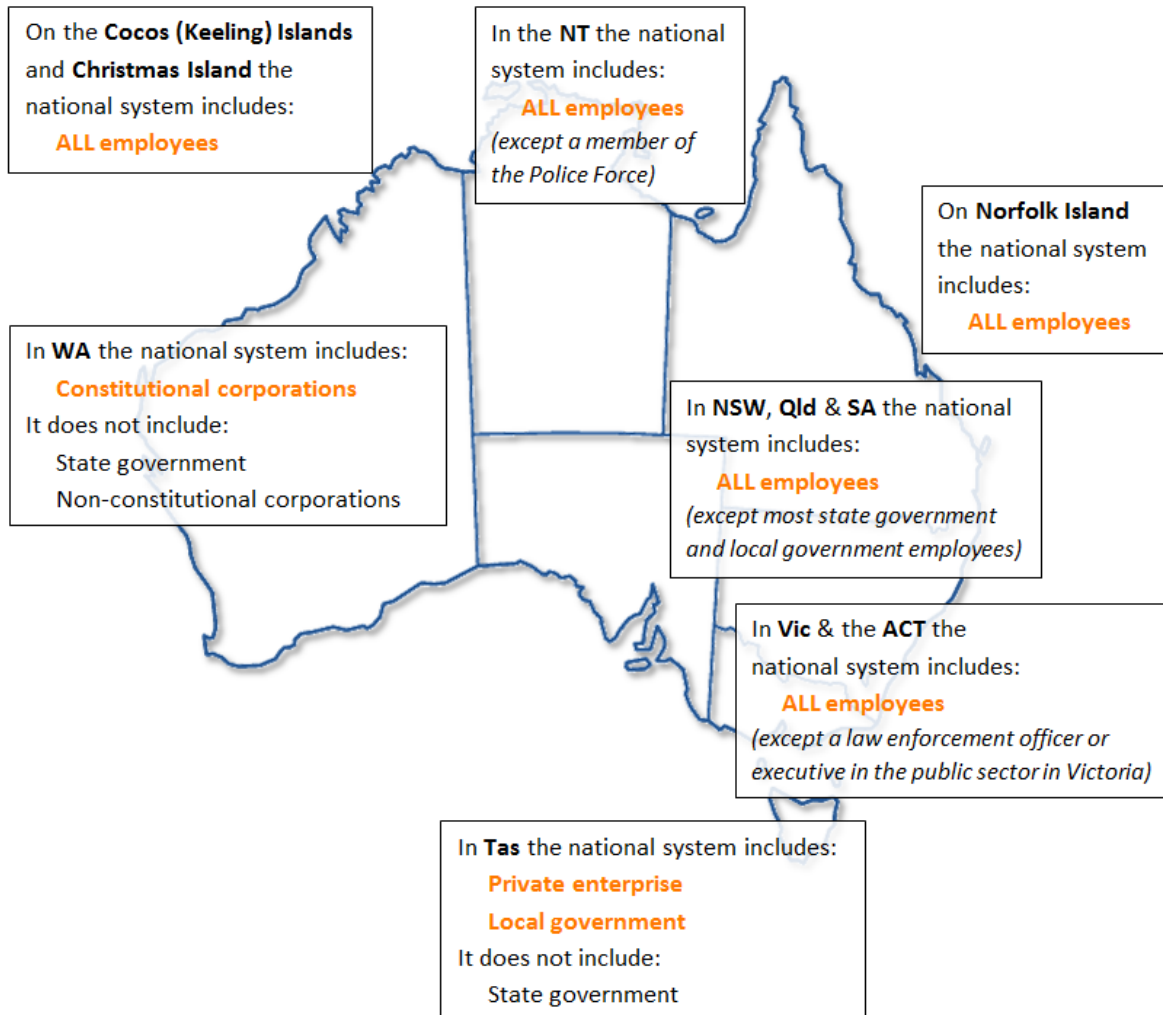 On the Cocos (Keeling) Islands
and Christmas Island the
national system includes:
ALL employees
In the NT the national
system includes:
ALL employees
(except a member of
the Police Force)
On Norfolk Island
the national system
includes:
ALL employees
In WA the national system includes:
Constitutional corporations
It does not include:
State government
Non-constitutional corporations
In NSW, Qld & SA the national
system includes:
ALL employees
(except most state government
and local government employees)
In Vic & the ACT the
national system includes:
ALL employees
(except a law enforcement officer or
executive in the public sector in Victoria)
In Tas the national system includes:
Private enterprise
Local government
It does not include:
State government